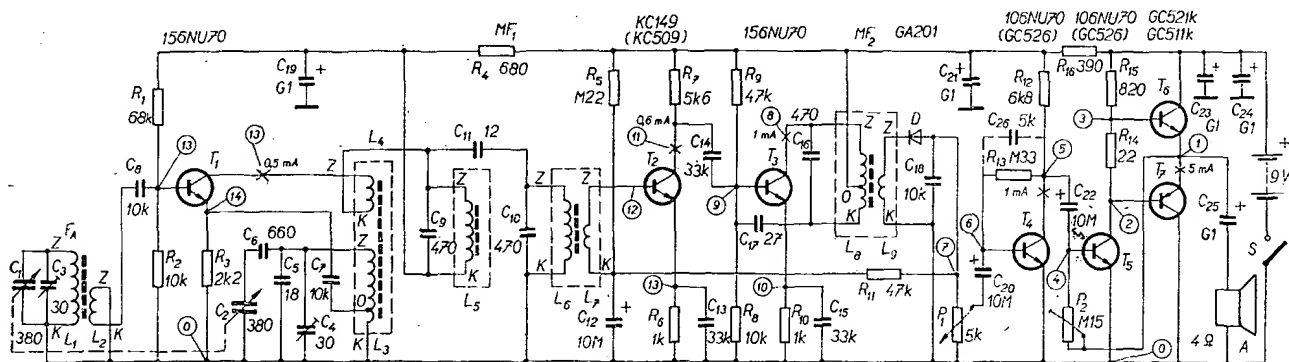 KC149 106NU70 106NU70 GC521k
156NU70 MF₁ (KC509) 156NU70 MF₂ GA201 (GC526) (GC526) GC511k
C₁₉ G1 R₄ 680 R₅ M22 R₇ 5k6 R₉ 47k C₂₁ G1 R₁₂ 6k8 R₁₆ 390 R₁₅ 820 T₆ C₂₃ G1 C₂₄ G1
R₁ 68k C₁₁ 12 11 0,6 mA C₁₄ 33k 8 1 mA 470 C₁₆ Z Z D C₁₈ 10k C₂₆ 5k 3 R₁₄ 22 1 5 mA 9 V
C₈ 10k 13 T₁ 13 0,5 mA Z L₄ K Z Z T₂ T₃ R₁₃ M33 5 1 mA C₂₂ 10M T₇
14 C₉ 470 C₁₀ 470 12 9 C₁₇ 27 O K K 6 T₄ T₅ 2 C₂₅ G1 S
F_A Z C₆ 660 Z K K L₈ L₉ 7 C₂₀ 10M 4
C₁ C₃ 30 Z R₂ 10k R₃ 2k2 C₅ 18 C₇ 10k O L₅ L₆ L₇ 13 C₁₃ 33k 10 C₁₅ 33k R₁₁ 47k P₁ 5k P₂ M15
380 L₁ L₂ K 0 C₂ 380 C₄ 30 K L₃ C₁₂ 10M R₆ 1k R₈ 10k R₁₀ 1k 0 4 Ω A